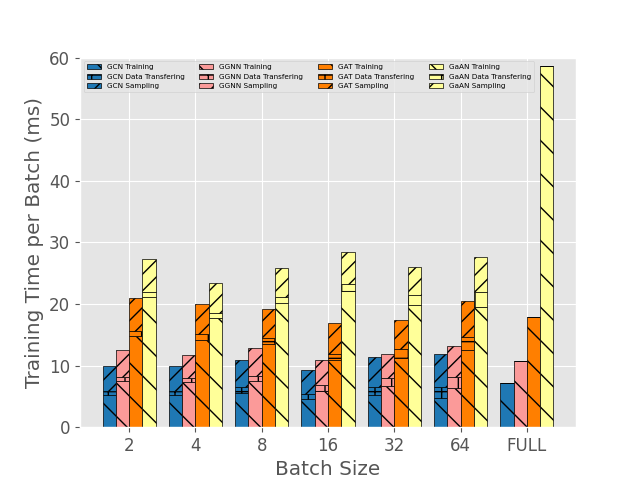 60
50
40
30
20
10
0
Training Time per Batch (ms)
GCN Training
GCN Data Transfering
GCN Sampling
GGNN Training
GGNN Data Transfering
GGNN Sampling
GAT Training
GAT Data Transfering
GAT Sampling
GaAN Training
GaAN Data Transfering
GaAN Sampling
2 4 8 16 32 64 FULL
Batch Size